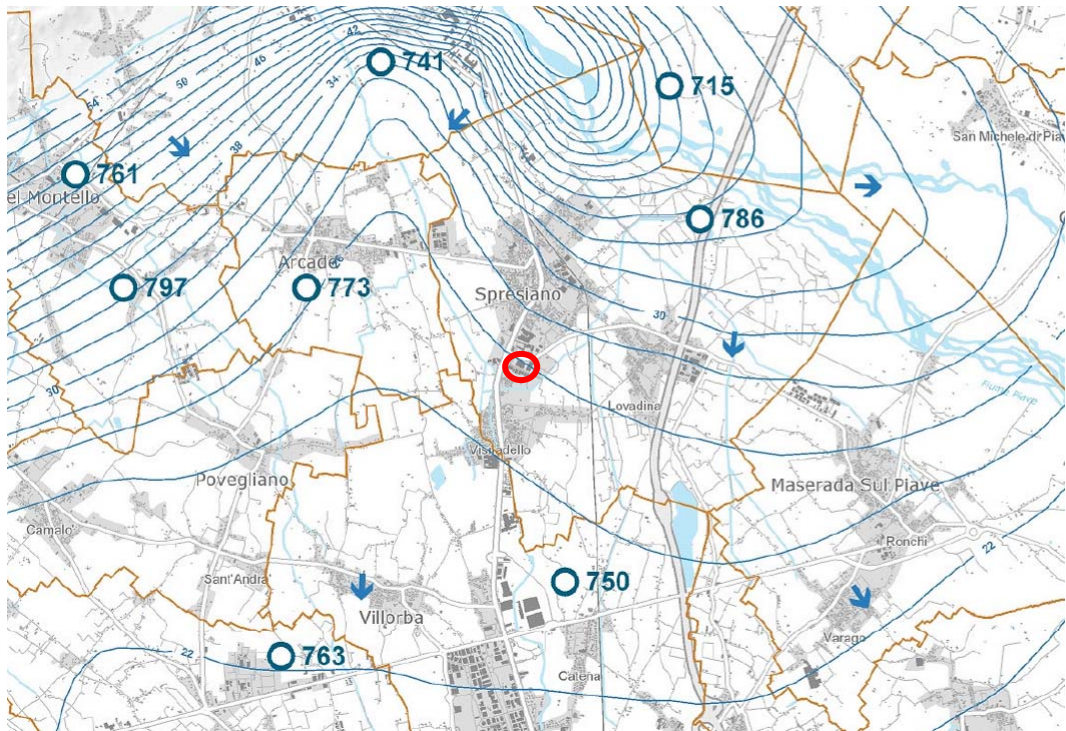 42
741
46
50
34
54
715
38
San Michele di Pia
761
el Montello
786
Arcade
797
773
Spresiano
30
30
Fiume Piave
Lovadina
Visnadello
Povegliano
Maserada Sul Piave
Camalo'
Ronchi
22
Sant'Andra'
750
Villorba
Varago
22
763
Catena